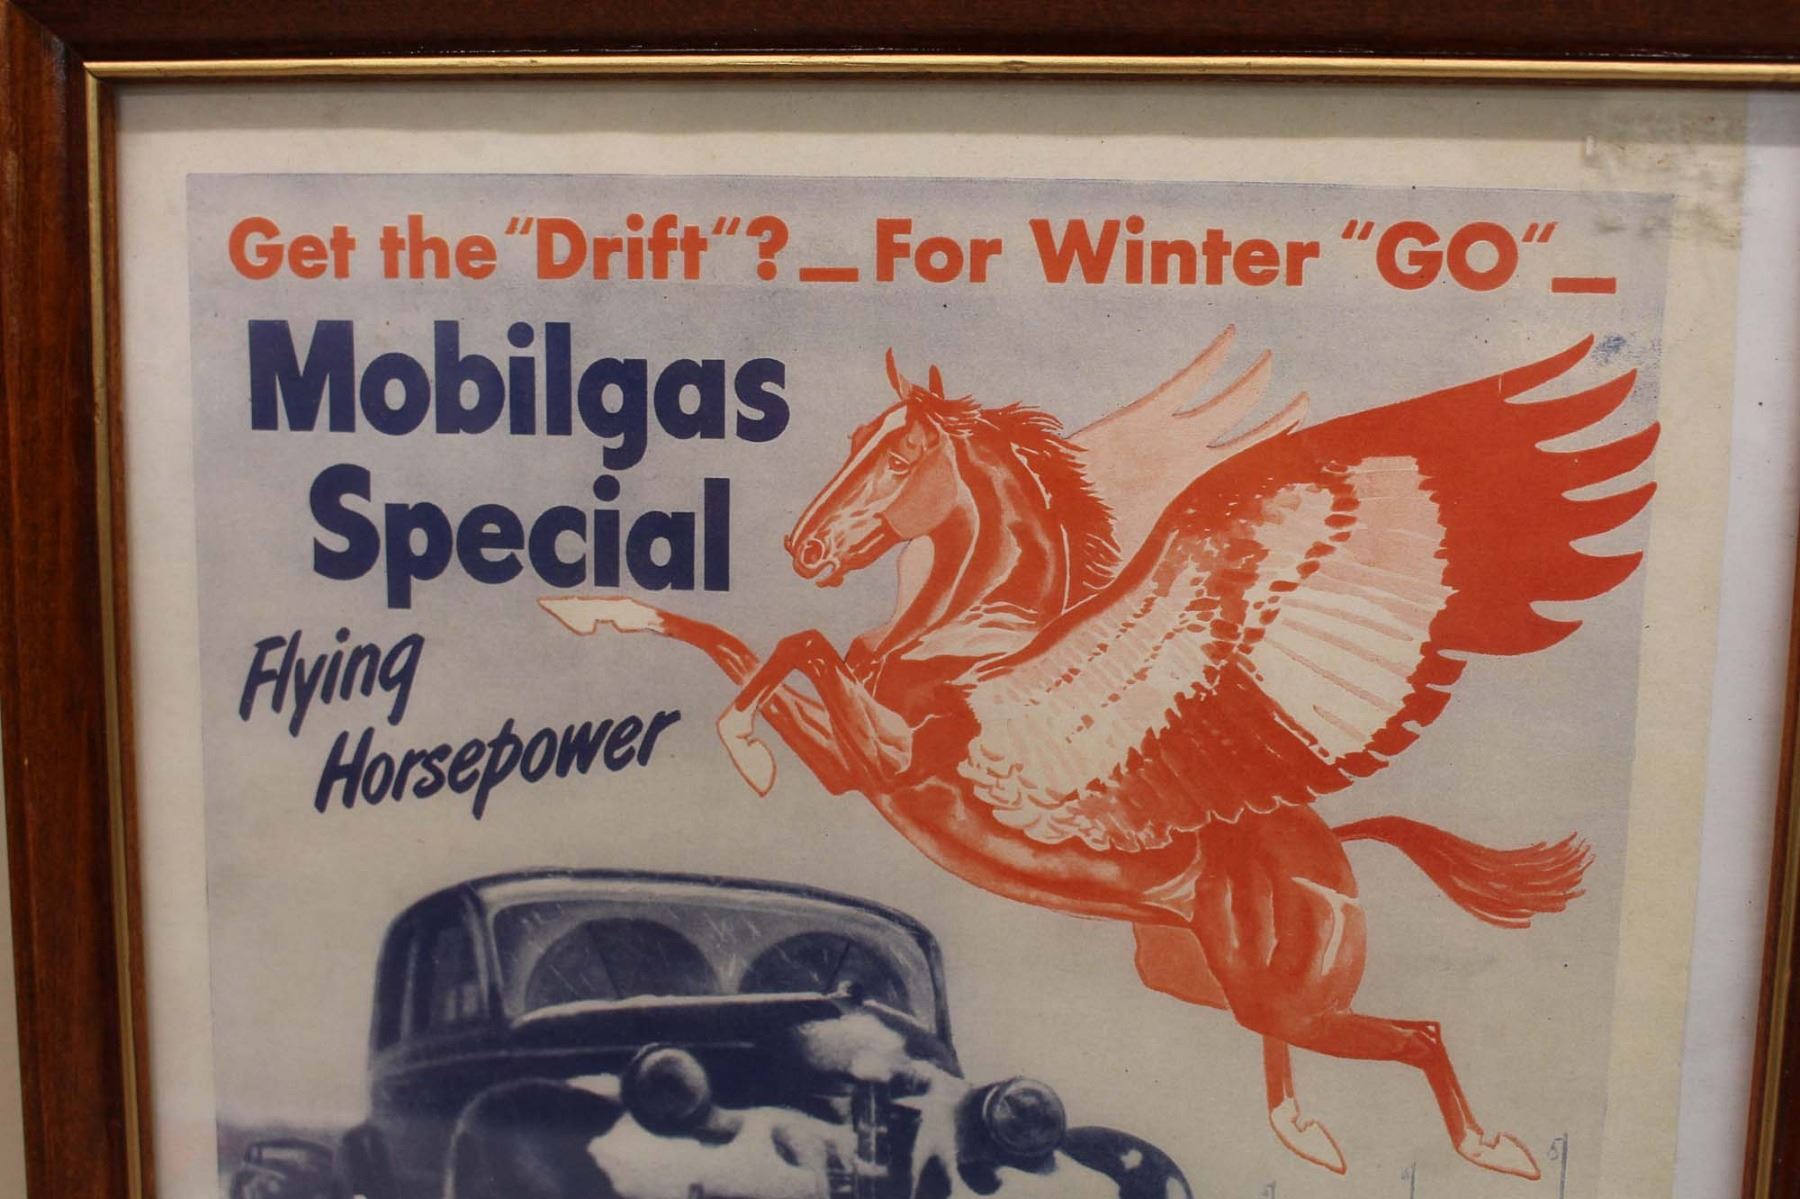 Get the “Drift“?_For Winter “GO“_
Mobilgas
Special
Flying
Horsepower